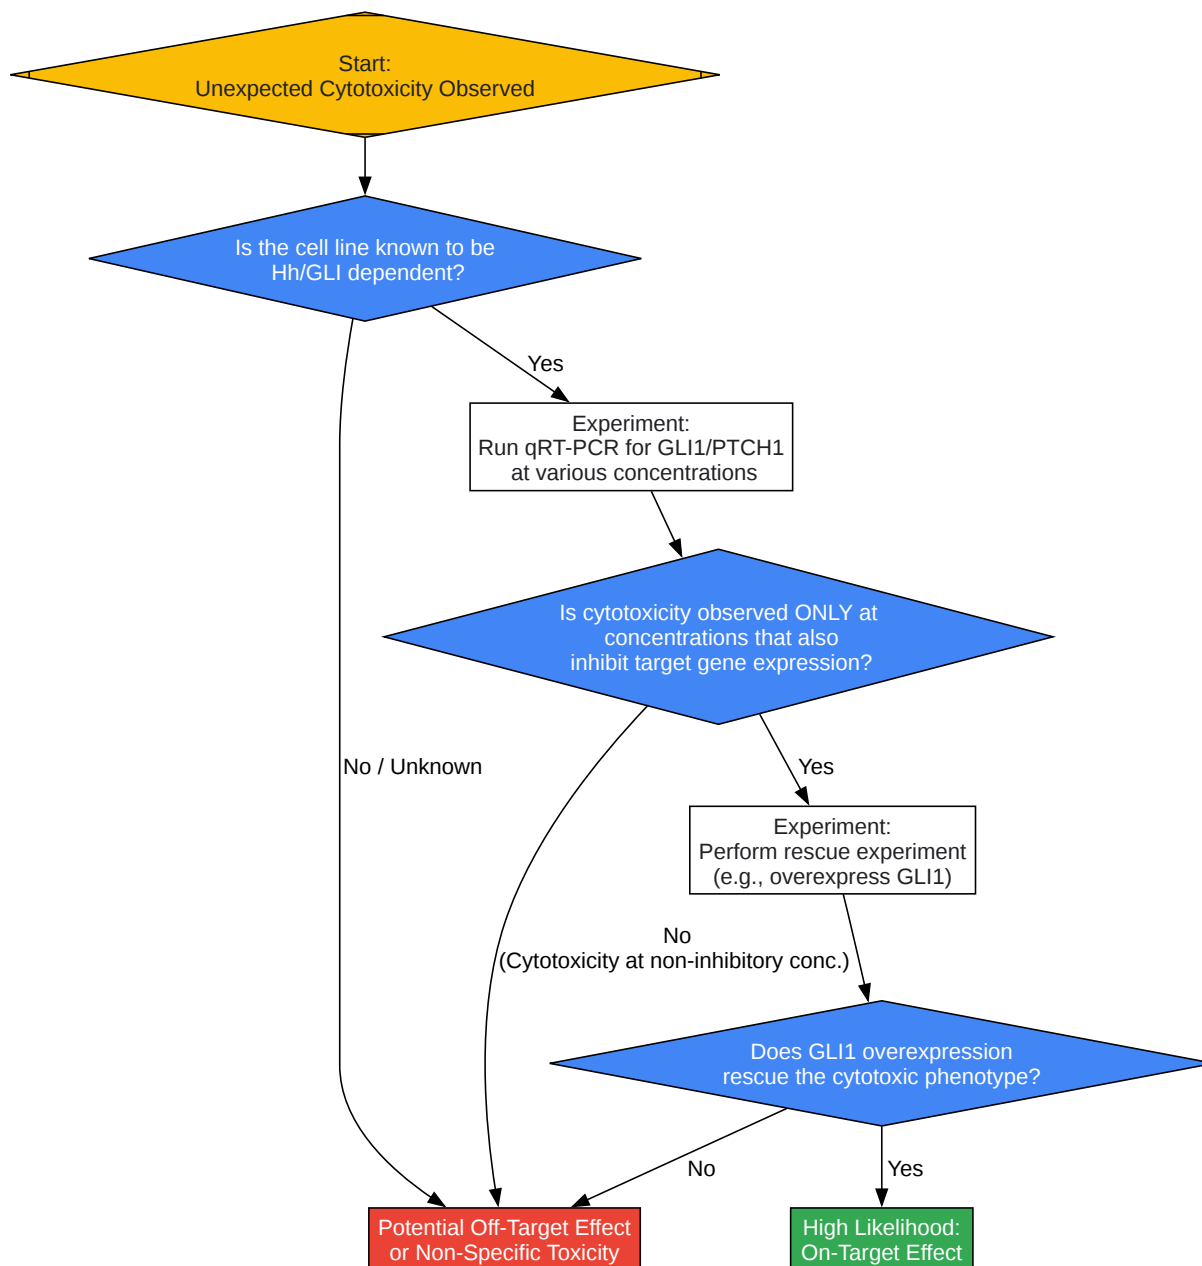 Start:
Unexpected Cytotoxicity Observed
Is the cell line known to be
Hh/GLI dependent?
Yes
Experiment:
Run qRT-PCR for GLI1/PTCH1
at various concentrations
Is cytotoxicity observed ONLY at
concentrations that also
inhibit target gene expression?
No / Unknown
Yes
Experiment:
Perform rescue experiment
(e.g., overexpress GLI1)
No
(Cytotoxicity at non-inhibitory conc.)
Does GLI1 overexpression
rescue the cytotoxic phenotype?
No
Yes
Potential Off-Target Effect
or Non-Specific Toxicity
High Likelihood:
On-Target Effect